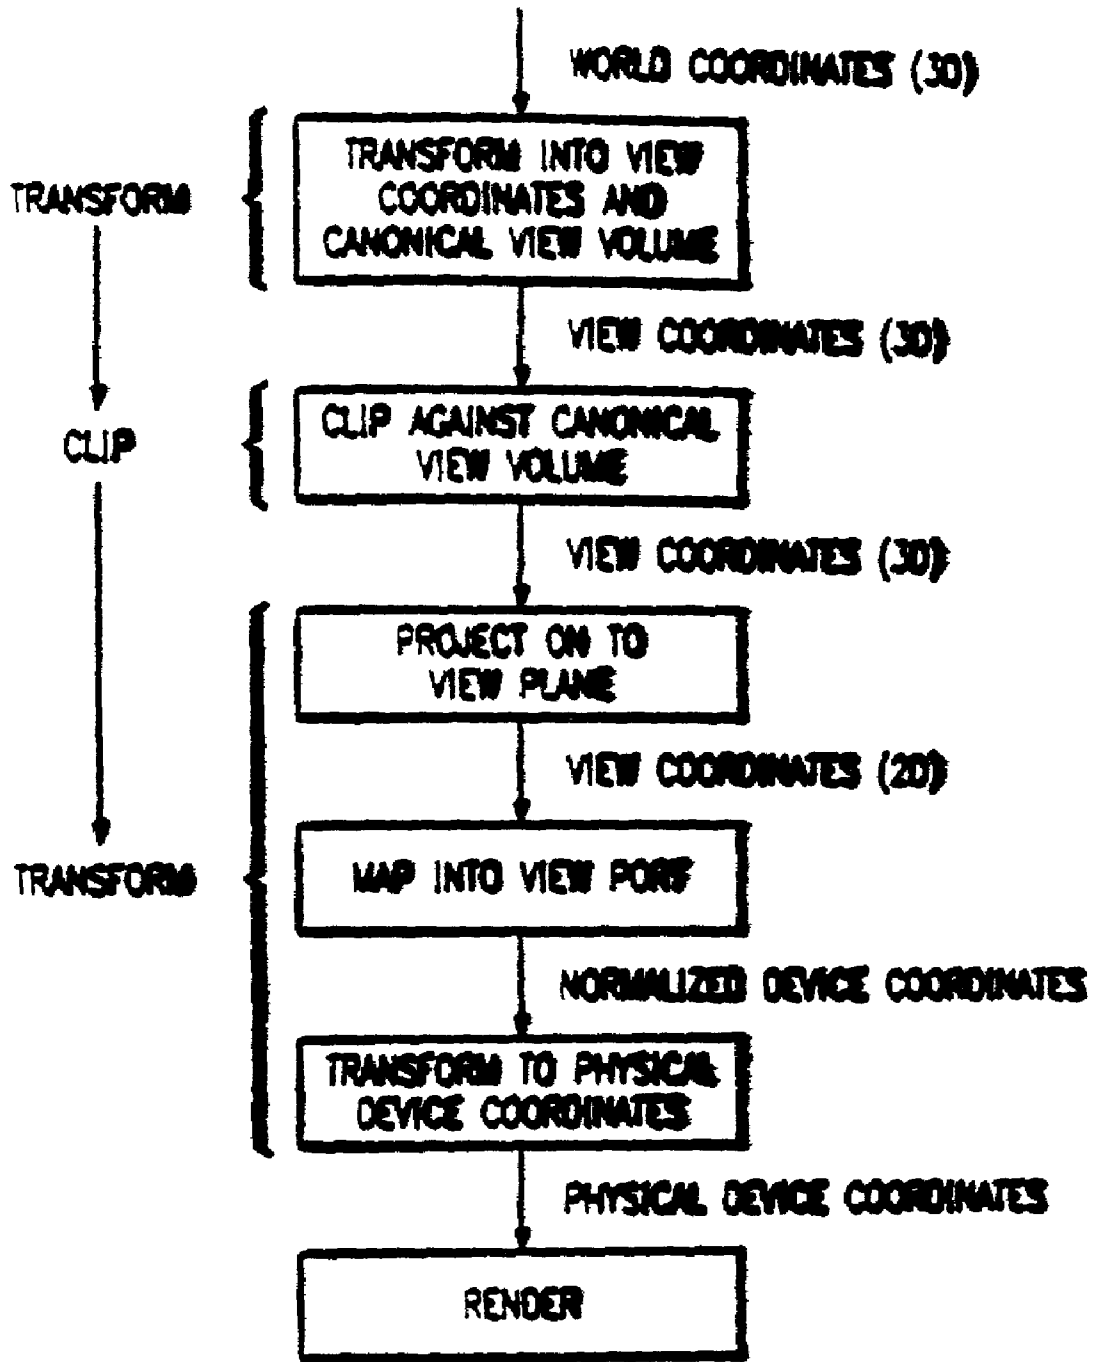 WORLD COORDINATES (3D)
TRANSFORM INTO VIEW
COORDINATES AND
CANONICAL VIEW VOLUME
TRANSFORM
VIEW COORDINATES (3D)
CLIP AGAINST CANONICAL
VIEW VOLUME
CLIP
VIEW COORDINATES (3D)
PROJECT ON TO
VIEW PLANE
VIEW COORDINATES (2D)
MAP INTO VIEW PORT
TRANSFORM
NORMALIZED DEVICE COORDINATES
TRANSFORM TO PHYSICAL
DEVICE COORDINATES
PHYSICAL DEVICE COORDINATES
RENDER